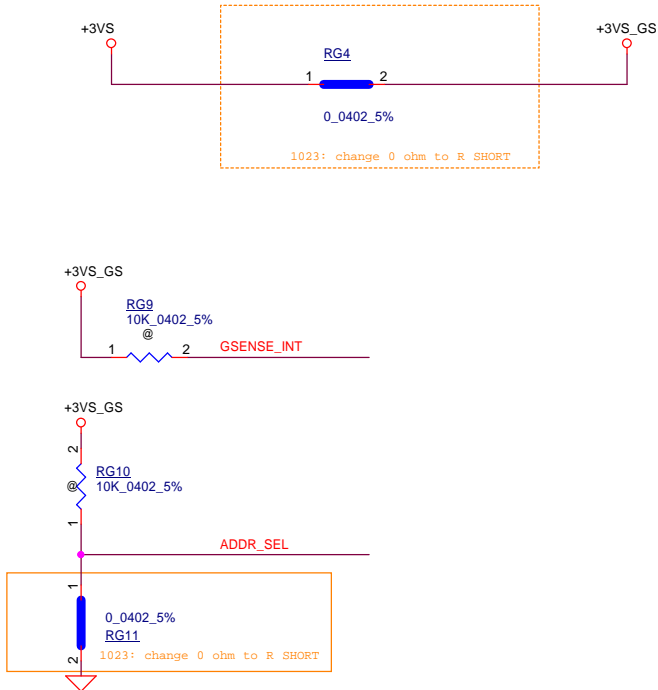 +3VS
+3VS_GS
RG4
1
2
0_0402_5%
1023: change 0 ohm to R SHORT
+3VS_GS
RG9
10K_0402_5%
@
1
2
GSENSE_INT
+3VS_GS
2
RG10
@
10K_0402_5%
1
ADDR_SEL
1
0_0402_5%
RG11
1023: change 0 ohm to R SHORT
2